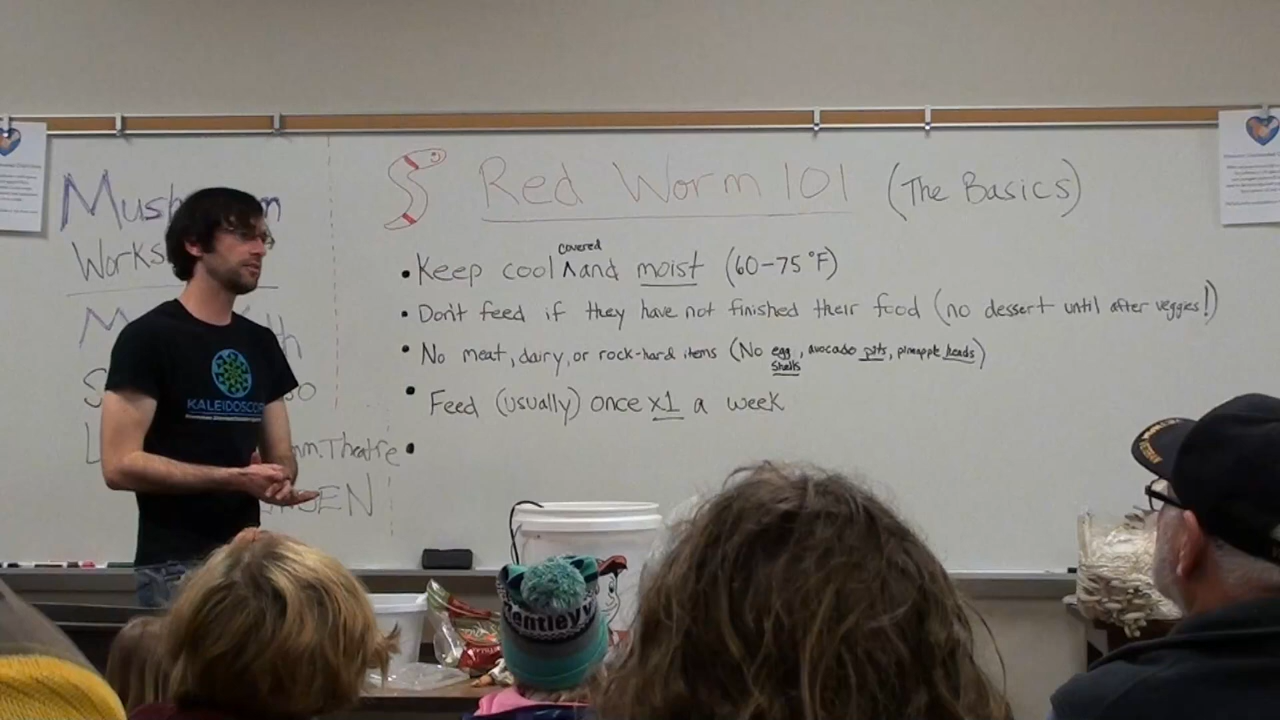 Red Worm 101 (The Basics)
covered
• Keep cool ^ and moist (60-75°F)
• Don't feed if they have not finished their food (no dessert until after veggies!)
• No meat, dairy, or rock-hard items (No egg shells, avocado pits, pineapple heads)
• Feed (usually) once x1 a week
•
Mush m
Works
Theatre
KALEIDOSCOP
Bentley